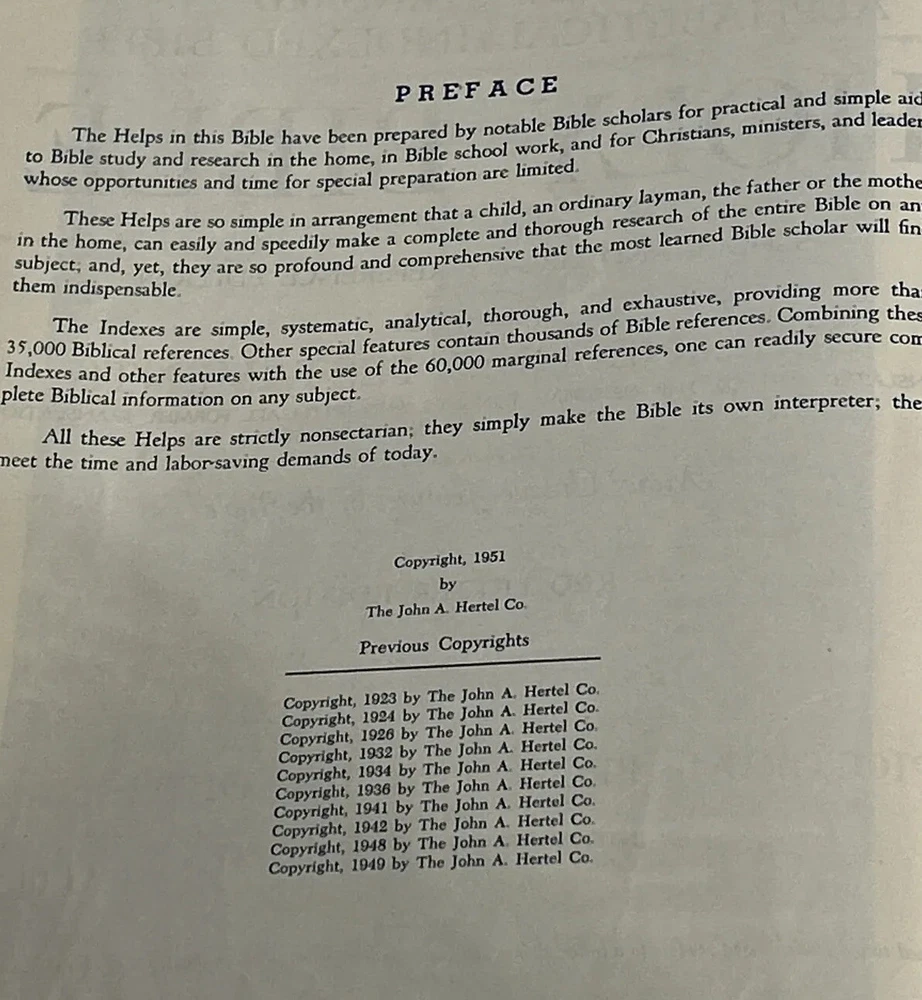 PREFACE
The Helps in this Bible have been prepared by notable Bible scholars for practical and simple aid
to Bible study and research in the home, in Bible school work, and for Christians, ministers, and leader
whose opportunities and time for special preparation are limited.
These Helps are so simple in arrangement that a child, an ordinary layman, the father or the mothe
in the home, can easily and speedily make a complete and thorough research of the entire Bible on an
subject; and, yet, they are so profound and comprehensive that the most learned Bible scholar will fin
them indispensable.
The Indexes are simple, systematic, analytical, thorough, and exhaustive, providing more tha
35,000 Biblical references. Other special features contain thousands of Bible references. Combining thes
Indexes and other features with the use of the 60,000 marginal references, one can readily secure com
plete Biblical information on any subject.
All these Helps are strictly nonsectarian; they simply make the Bible its own interpreter; the
meet the time and labor-saving demands of today.
Copyright, 1951
by
The John A. Hertel Co.
Previous Copyrights
Copyright, 1923 by The John A. Hertel Co.
Copyright, 1924 by The John A. Hertel Co.
Copyright, 1926 by The John A. Hertel Co.
Copyright, 1932 by The John A. Hertel Co.
Copyright, 1934 by The John A. Hertel Co.
Copyright, 1936 by The John A. Hertel Co.
Copyright, 1941 by The John A. Hertel Co.
Copyright, 1942 by The John A. Hertel Co.
Copyright, 1948 by The John A. Hertel Co.
Copyright, 1949 by The John A. Hertel Co.